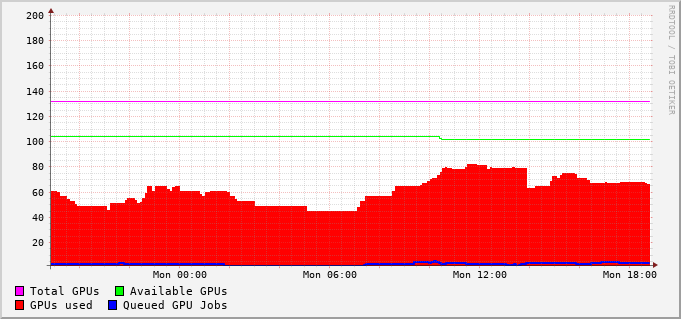 200
180
160
140
120
100
80
60
40
20
Mon 00:00 Mon 06:00 Mon 12:00 Mon 18:00
Total GPUs Available GPUs
GPUs used Queued GPU Jobs
RRDTOOL / TOBI OETIKER